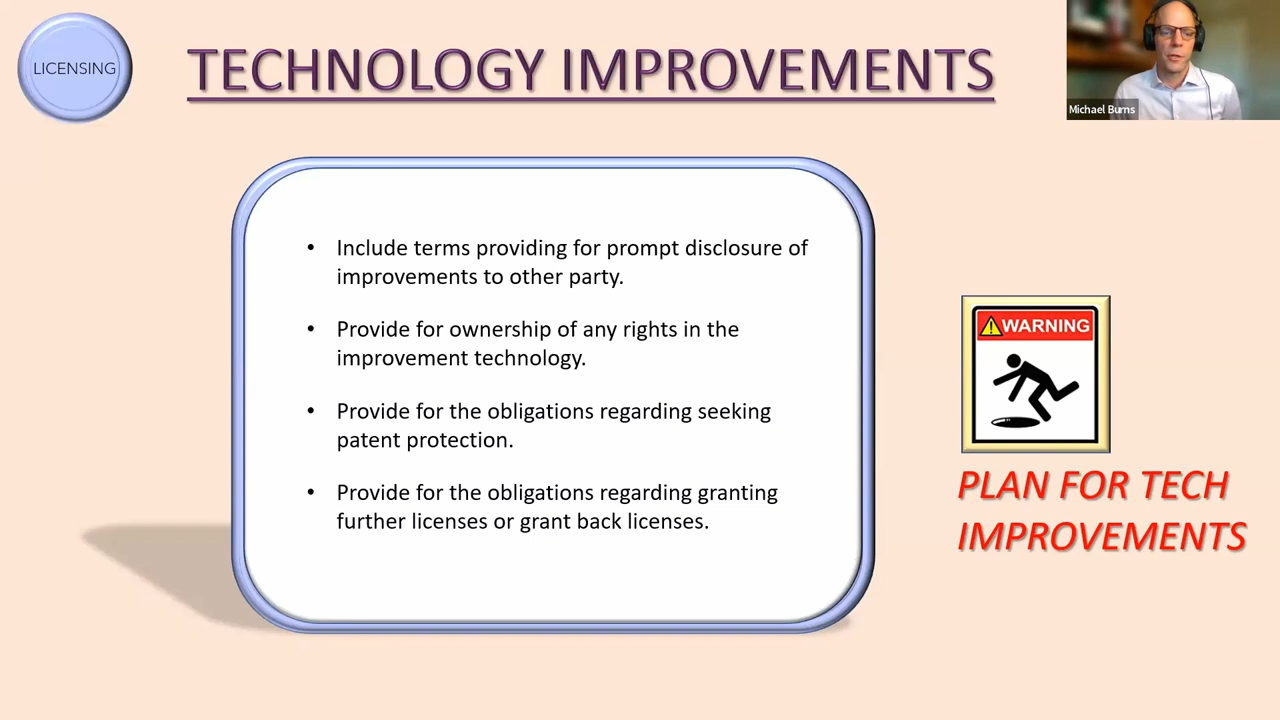 LICENSING
TECHNOLOGY IMPROVEMENTS
Michael Burns
• Include terms providing for prompt disclosure of
improvements to other party.
• Provide for ownership of any rights in the
improvement technology.
• Provide for the obligations regarding seeking
patent protection.
• Provide for the obligations regarding granting
further licenses or grant back licenses.
WARNING
PLAN FOR TECH
IMPROVEMENTS